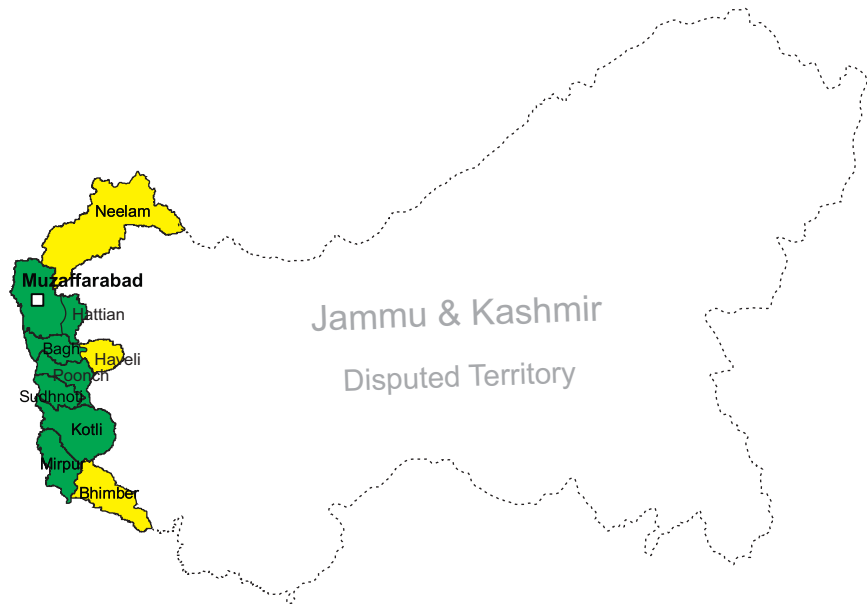 Neelam
Muzaffarabad
Hattian
Jammu & Kashmir
Bagh
Haveli
Poonch
Disputed Territory
Sudhnoti
Kotli
Mirpur
Bhimber